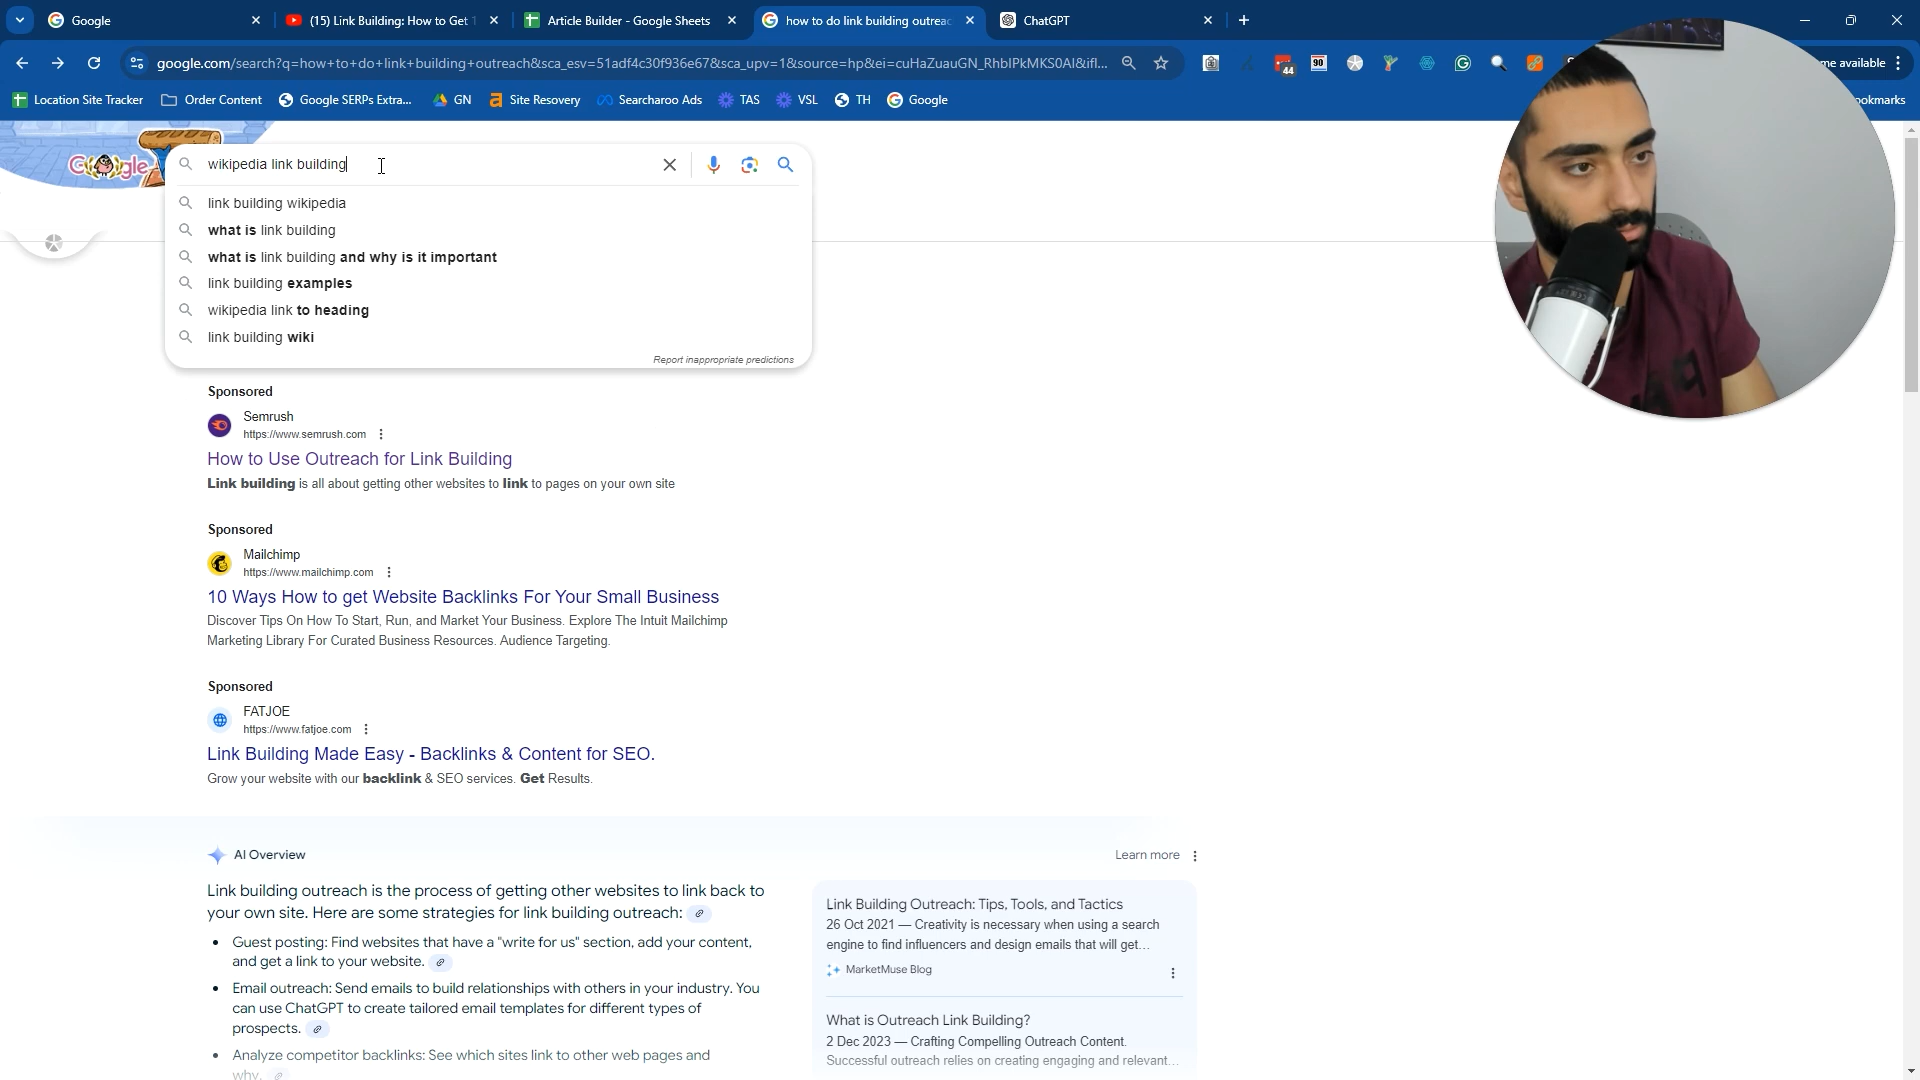 Google
(15) Link Building: How to Get
Article Builder - Google Sheets
how to do link building outreac
ChatGPT
google.com/search?q=how+to+do+link+building+outreach&sca_esv=51adf4c30f936e67&sca_upv=1&source=hp&ei=cuHaZuauGN_RhbIPkMKS0AI&ifl...
44
90
me available
Location Site Tracker
Order Content
Google SERPs Extra...
GN
Site Recovery
Searcharoo Ads
TAS
VSL
TH
Google
ookmarks
Google
wikipedia link building
link building wikipedia
what is link building
what is link building and why is it important
link building examples
wikipedia link to heading
link building wiki
Report inappropriate predictions
Sponsored
Semrush
https://www.semrush.com
How to Use Outreach for Link Building
Link building is all about getting other websites to link to pages on your own site
Sponsored
Mailchimp
https://www.mailchimp.com
10 Ways How to get Website Backlinks For Your Small Business
Discover Tips On How To Start, Run, and Market Your Business. Explore The Intuit Mailchimp
Marketing Library For Curated Business Resources. Audience Targeting.
Sponsored
FATJOE
https://www.fatjoe.com
Link Building Made Easy - Backlinks & Content for SEO.
Grow your website with our backlink & SEO services. Get Results.
AI Overview
Learn more
Link building outreach is the process of getting other websites to link back to
your own site. Here are some strategies for link building outreach:
• Guest posting: Find websites that have a "write for us" section, add your content,
and get a link to your website.
• Email outreach: Send emails to build relationships with others in your industry. You
can use ChatGPT to create tailored email templates for different types of
prospects.
• Analyze competitor backlinks: See which sites link to other web pages and
why.
Link Building Outreach: Tips, Tools, and Tactics
26 Oct 2021 — Creativity is necessary when using a search
engine to find influencers and design emails that will get...
MarketMuse Blog
What is Outreach Link Building?
2 Dec 2023 — Crafting Compelling Outreach Content.
Successful outreach relies on creating engaging and relevant...